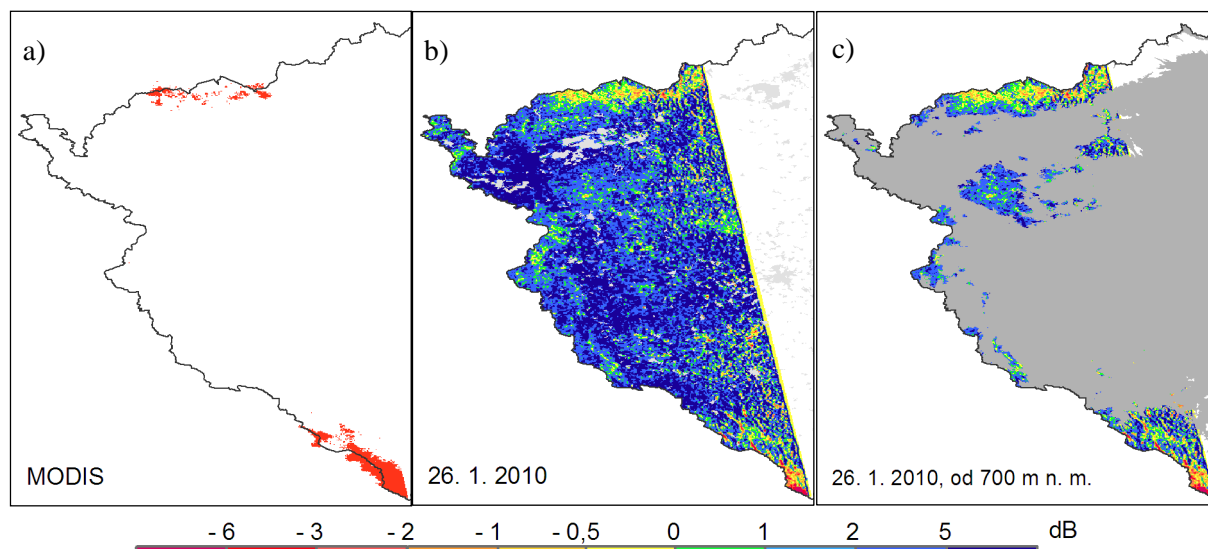 a)
b)
c)
MODIS
26. 1. 2010
26. 1. 2010, od 700 m n. m.
- 6 - 3 - 2 - 1 - 0,5 0 1 2 5 dB